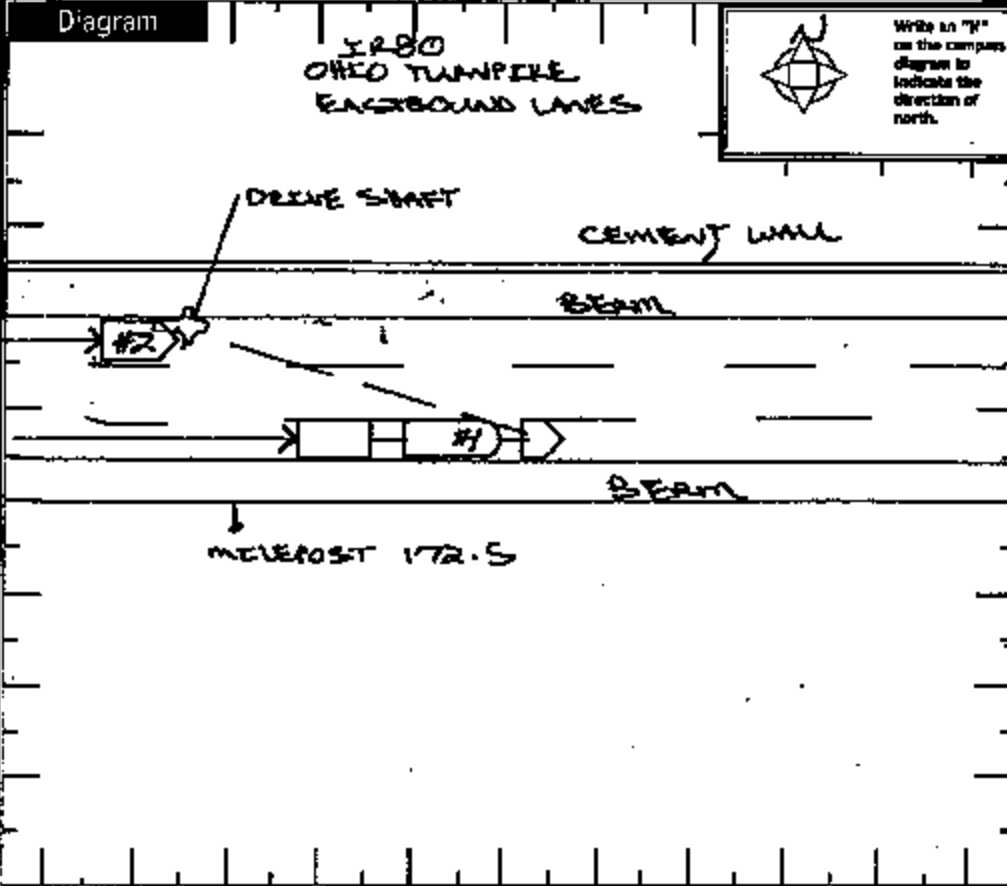 Diagram
N
Write an "N"
on the compass
diagram to
indicate the
direction of
north.
IR80
OHIO TURNPIKE
EASTBOUND LANES
DRIVE SHAFT
CEMENT WALL
BERM
#2
#1
BERM
MILEPOST 172.5